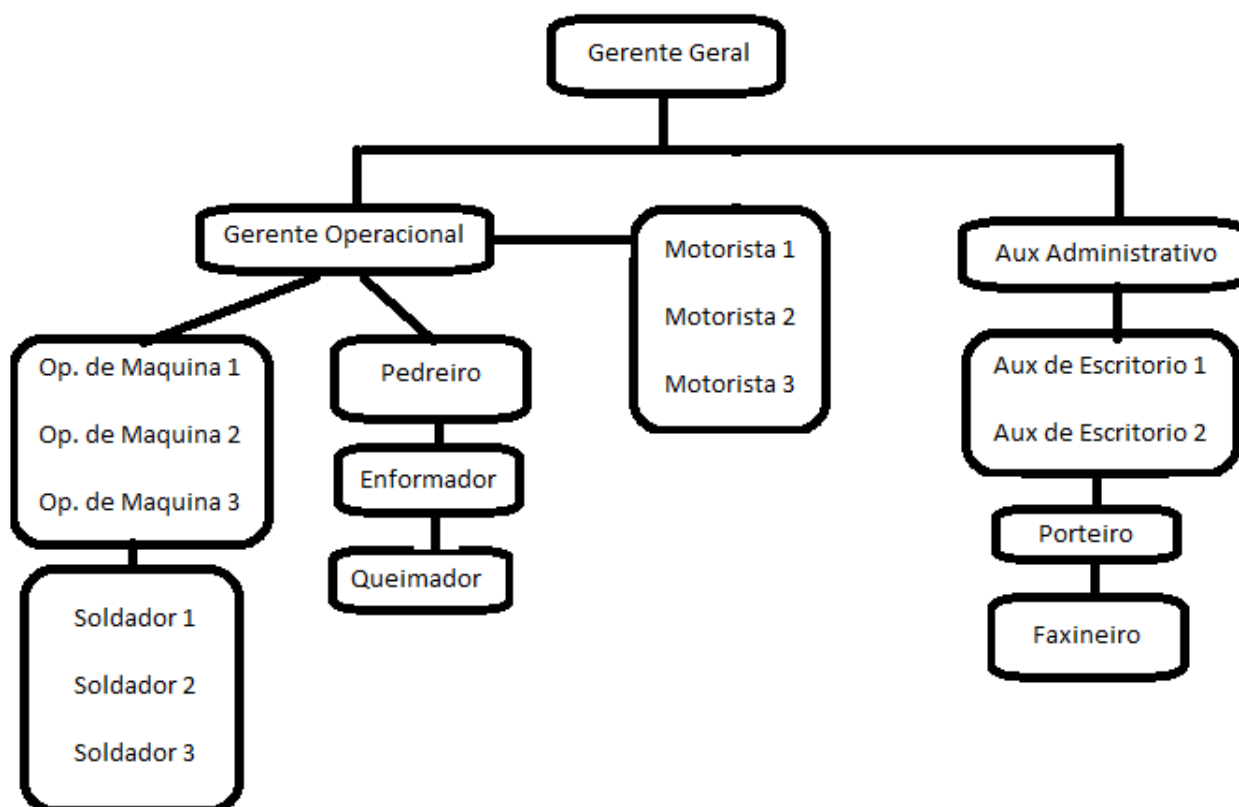 Gerente Geral
Gerente Operacional
Motorista 1
Motorista 2
Motorista 3
Aux Administrativo
Op. de Maquina 1
Op. de Maquina 2
Op. de Maquina 3
Pedreiro
Enformador
Queimador
Aux de Escritorio 1
Aux de Escritorio 2
Porteiro
Faxineiro
Soldador 1
Soldador 2
Soldador 3